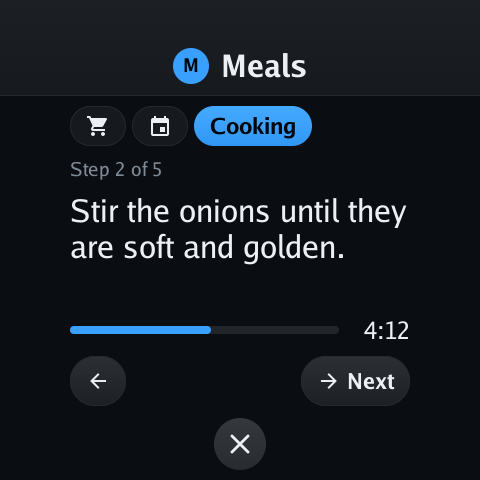 M Meals
Cooking
Step 2 of 5
Stir the onions until they
are soft and golden.
4:12
Next